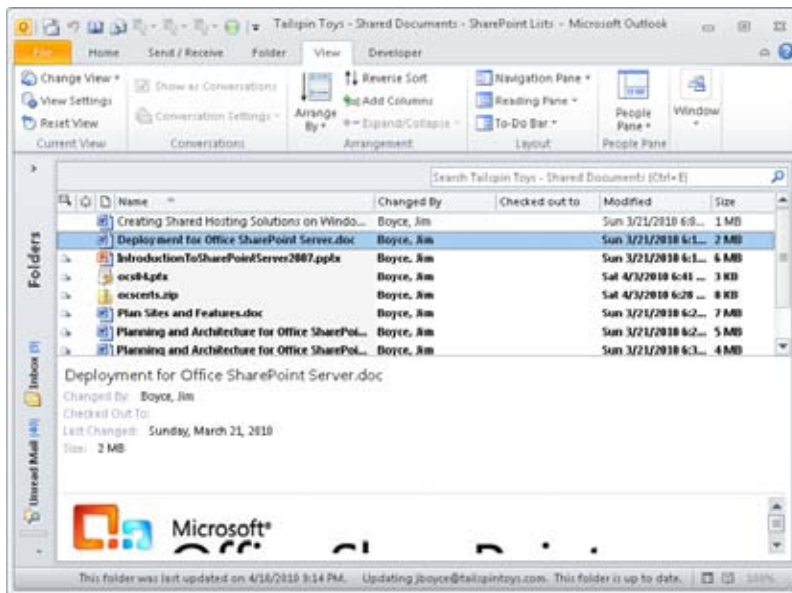 Tailspin Toys - Shared Documents - SharePoint Lists - Microsoft Outlook
File Home Send / Receive Folder View Developer
Change View
View Settings
Reset View
Current View
Show as Conversations
Conversation Settings
Conversations
Arrange By
Reverse Sort
Add Columns
Expand/Collapse
Arrangement
Navigation Pane
Reading Pane
To-Do Bar
Layout
People Pane
People Pane
Window
Search Tailspin Toys - Shared Documents (Ctrl+E)
Name Changed By Checked out to Modified Size
Creating Shared Hosting Solutions on Windo... Boyce, Jim Sun 3/21/2010 6:0... 1 MB
Deployment for Office SharePoint Server.doc Boyce, Jim Sun 3/21/2010 6:1... 2 MB
IntroductionToSharePointServer2007.pptx Boyce, Jim Sun 3/21/2010 6:1... 6 MB
ocs04.ptx Boyce, Jim Sat 4/3/2010 6:41 ... 3 KB
ocscerts.zip Boyce, Jim Sat 4/3/2010 6:28 ... 8 KB
Plan Sites and Features.doc Boyce, Jim Sun 3/21/2010 6:2... 7 MB
Planning and Architecture for Office SharePoi... Boyce, Jim Sun 3/21/2010 6:2... 5 MB
Planning and Architecture for Office SharePoi... Boyce, Jim Sun 3/21/2010 6:3... 4 MB
Folders
Inbox
Unread Mail (40)
Deployment for Office SharePoint Server.doc
Changed By: Boyce, Jim
Checked Out To:
Last Changed: Sunday, March 21, 2010
Size: 2 MB
Microsoft®
Office SharePoint
This folder was last updated on 4/18/2010 9:14 PM. Updating jboyce@tailspintoys.com. This folder is up to date. 100%